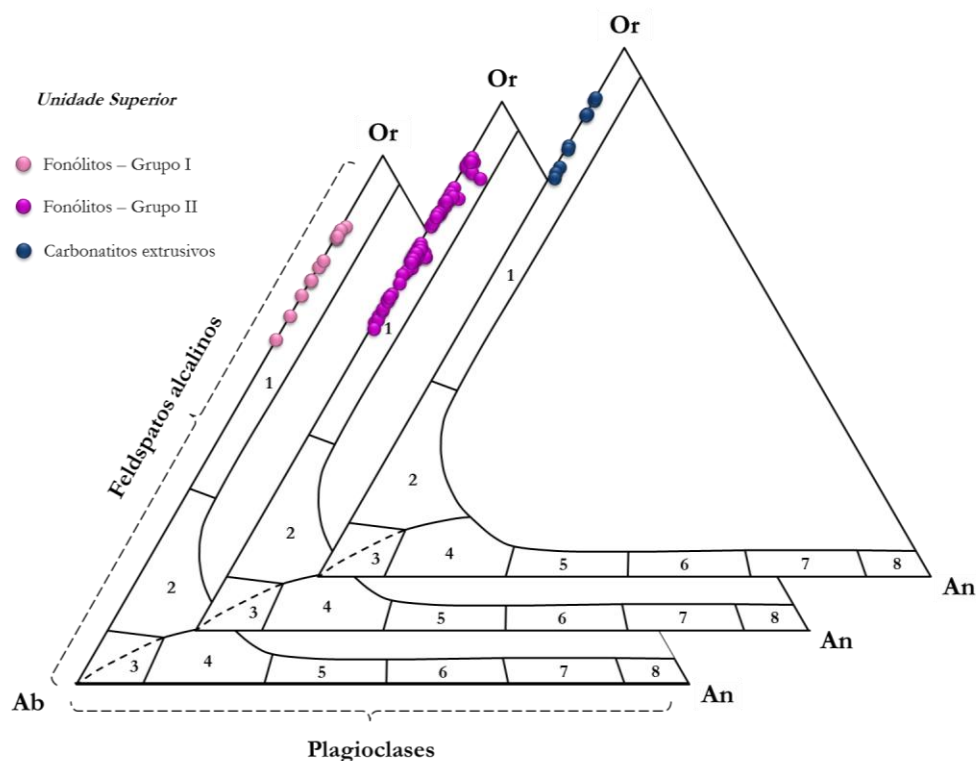 Unidade Superior
Fonólitos – Grupo I
Fonólitos – Grupo II
Carbonatitos extrusivos
Or
Or
Or
Feldspatos alcalinos
1
1
1
2
2
2
3
4
5
6
7
8
An
3
4
5
6
7
8
An
3
4
5
6
7
8
Ab
An
Plagioclases